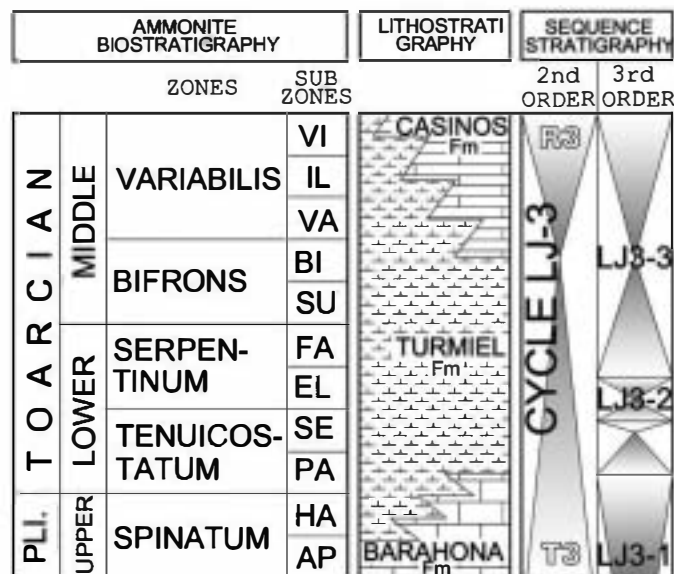 AMMONITE
BIOSTRATIGRAPHY
LITHOSTRATI
GRAPHY
SEQUENCE
STRATIGRAPHY
ZONES
SUB
ZONES
2nd
ORDER
3rd
ORDER
TOARCIAN
PLI.
MIDDLE
LOWER
UPPER
VARIABILIS
BIFRONS
SERPEN-
TINUM
TENUICOS-
TATUM
SPINATUM
VI
IL
VA
BI
SU
FA
EL
SE
PA
HA
AP
CASINOS
Fm
TURMIEL
Fm
BARAHONA
Fm
R3
CYCLE LJ-3
T3
LJ3-3
LJ3-2
LJ3-1